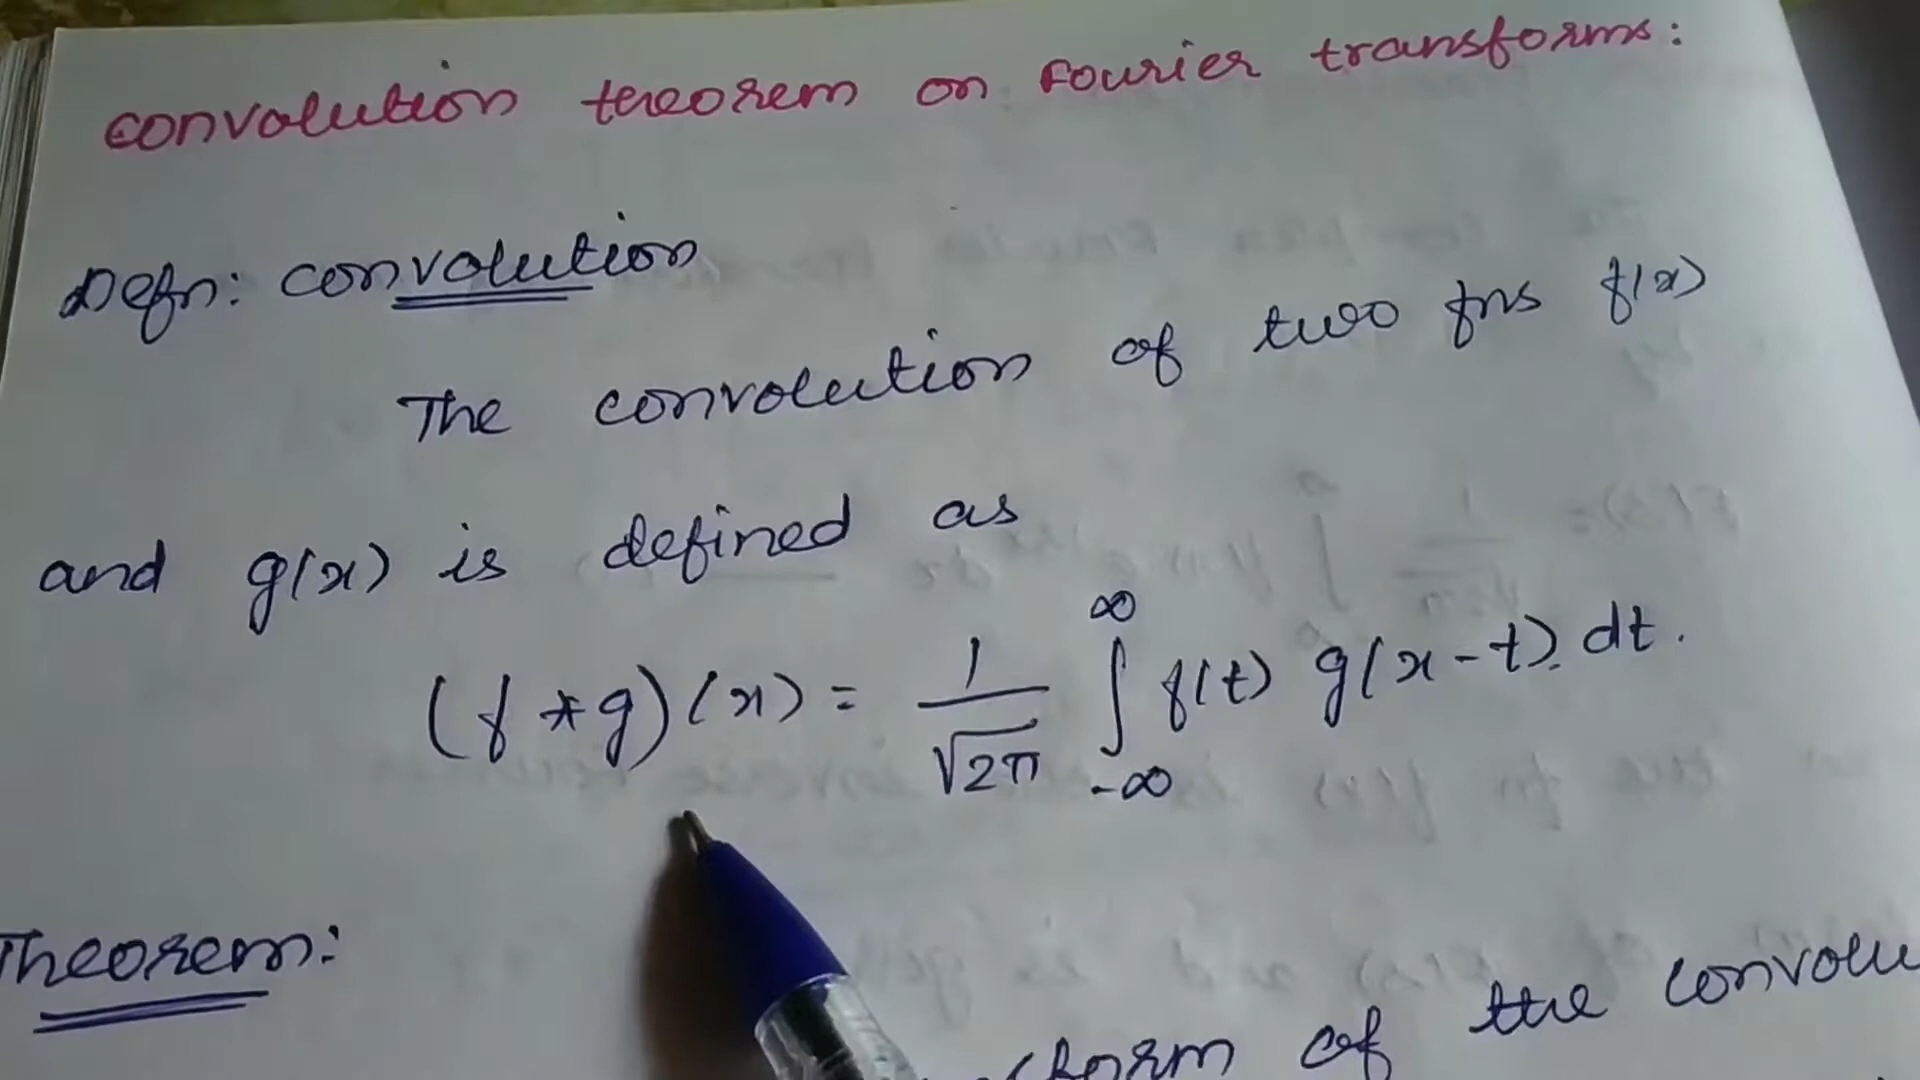 convolution theorem on Fourier transforms:
Defn: convolution
The convolution of two fns f(x)
and g(x) is defined as
(f * g)(x) = 1/√2π ∫_{-∞}^{∞} f(t) g(x-t). dt.
Theorem:
of the convolu